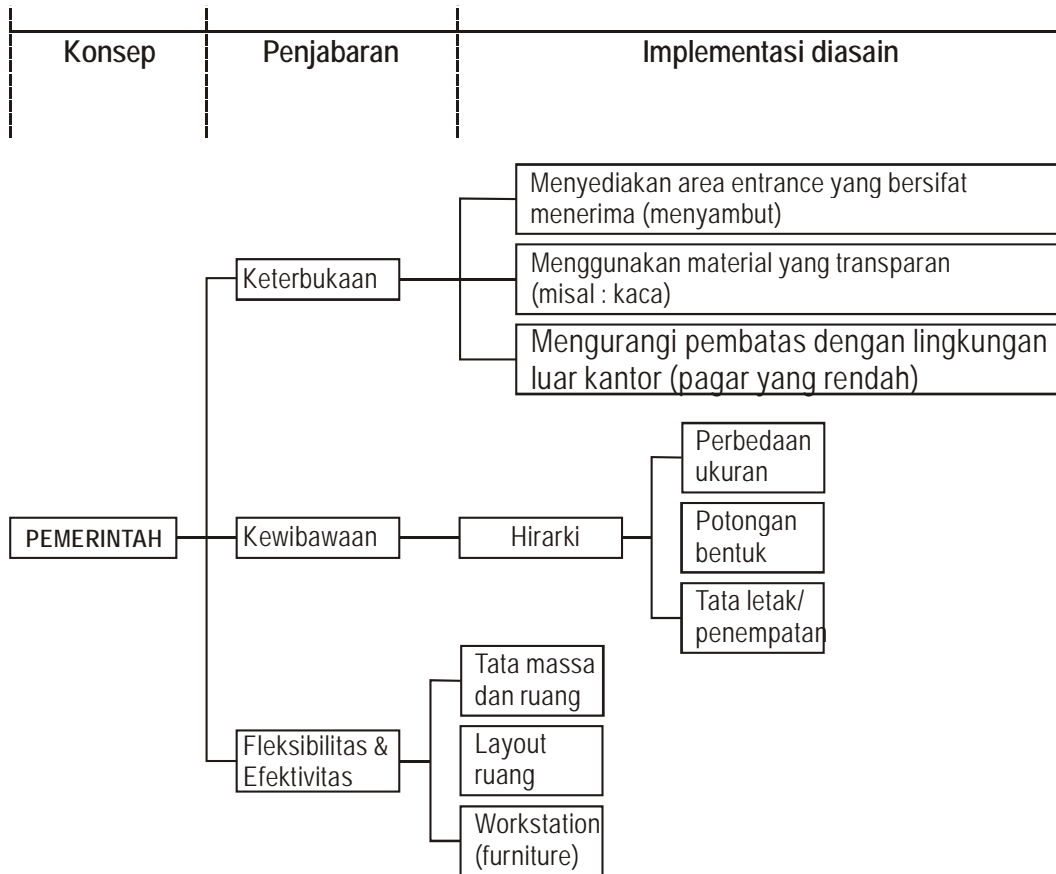 Konsep
Penjabaran
Implementasi diasain
Menyediakan area entrance yang bersifat
menerima (menyambut)
Keterbukaan
Menggunakan material yang transparan
(misal : kaca)
Mengurangi pembatas dengan lingkungan
luar kantor (pagar yang rendah)
PEMERINTAH
Kewibawaan
Hirarki
Perbedaan
ukuran
Potongan
bentuk
Tata letak/
penempatan
Fleksibilitas &
Efektivitas
Tata massa
dan ruang
Layout
ruang
Workstation
(furniture)